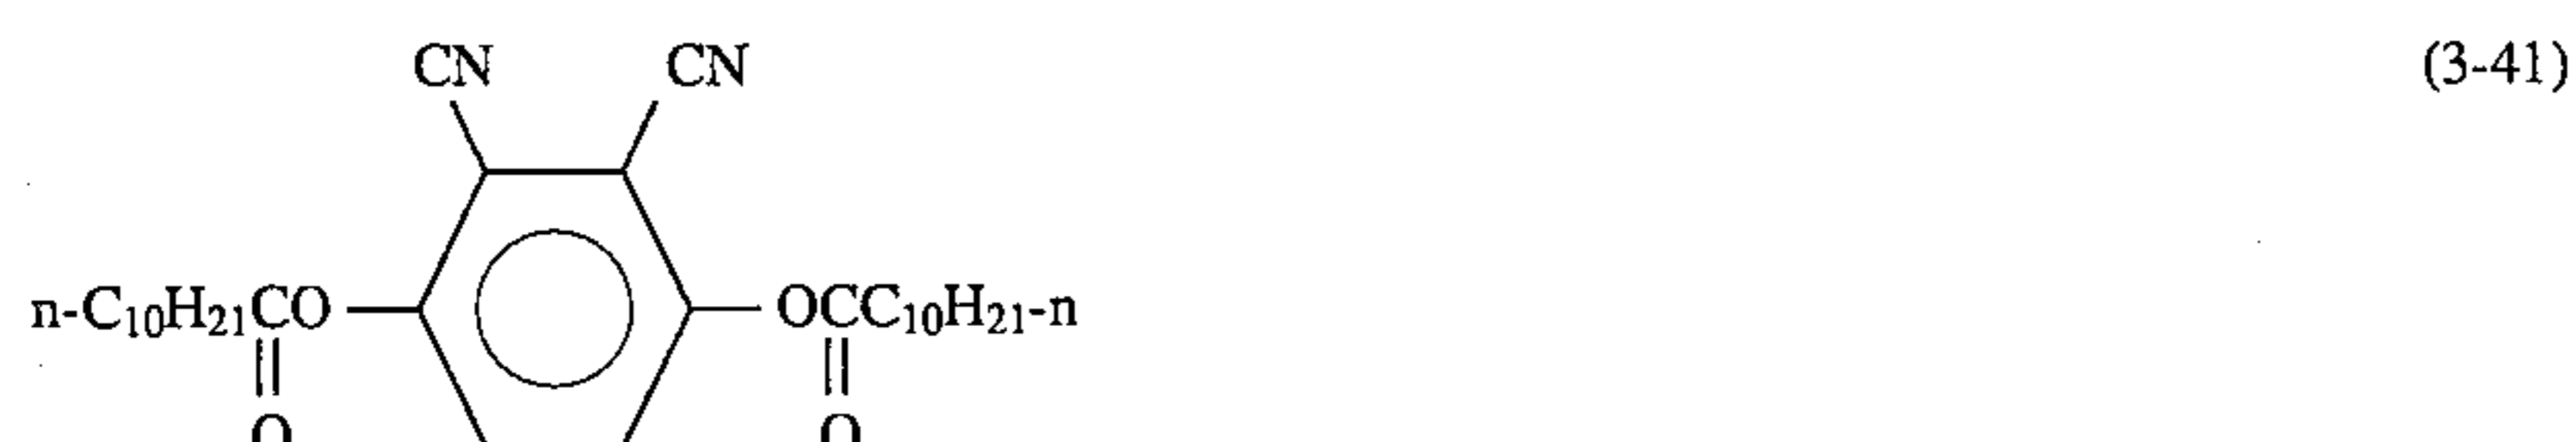 CN CN (3-41)
n-C₁₀H₂₁CO OCC₁₀H₂₁-n
O O